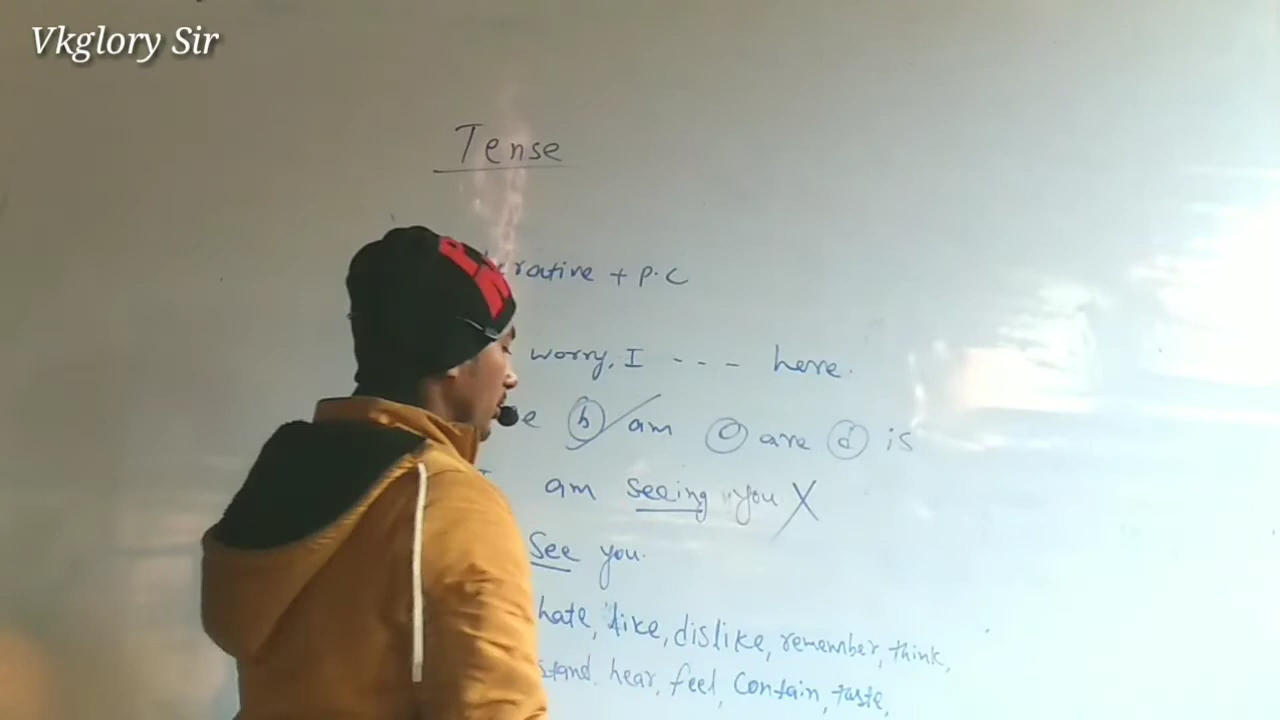 Vkglory Sir
Tense
rative + P.C
worry, I --- here.
e (b) am (c) are (d) is
I am seeing you X
See you.
hate, like, dislike, remember, think,
stand. hear, feel, Contain, taste,